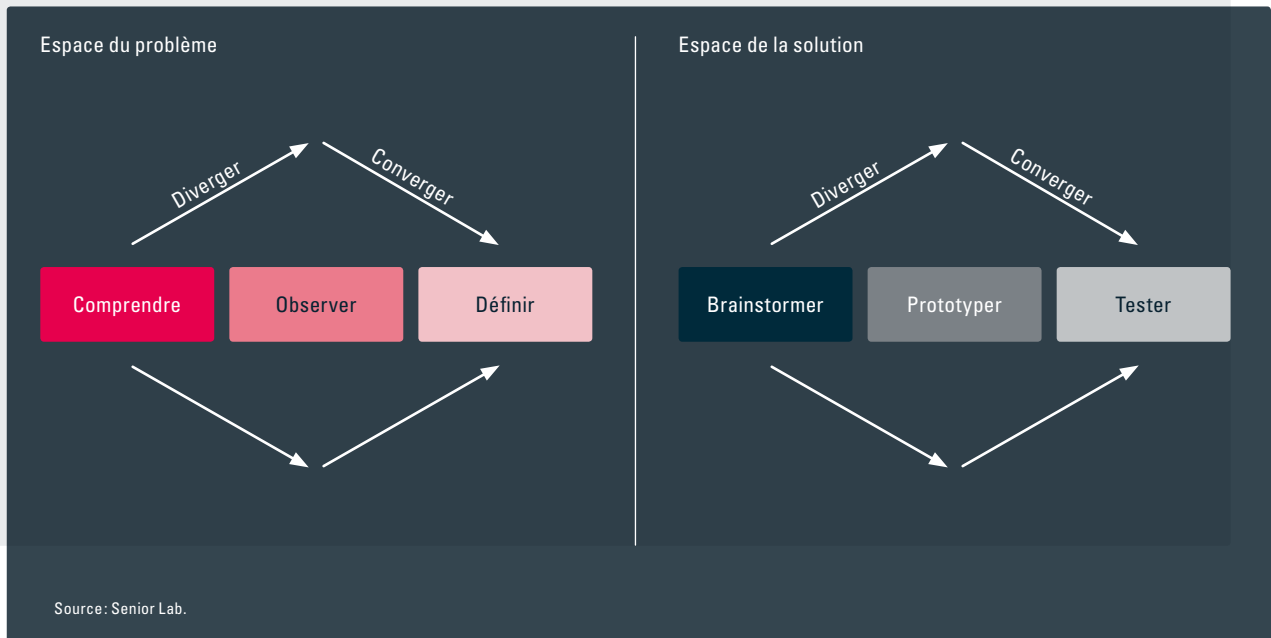 Espace du problème
Diverger
Converger
Comprendre
Observer
Définir
Espace de la solution
Diverger
Converger
Brainstormer
Prototyper
Tester
Source: Senior Lab.